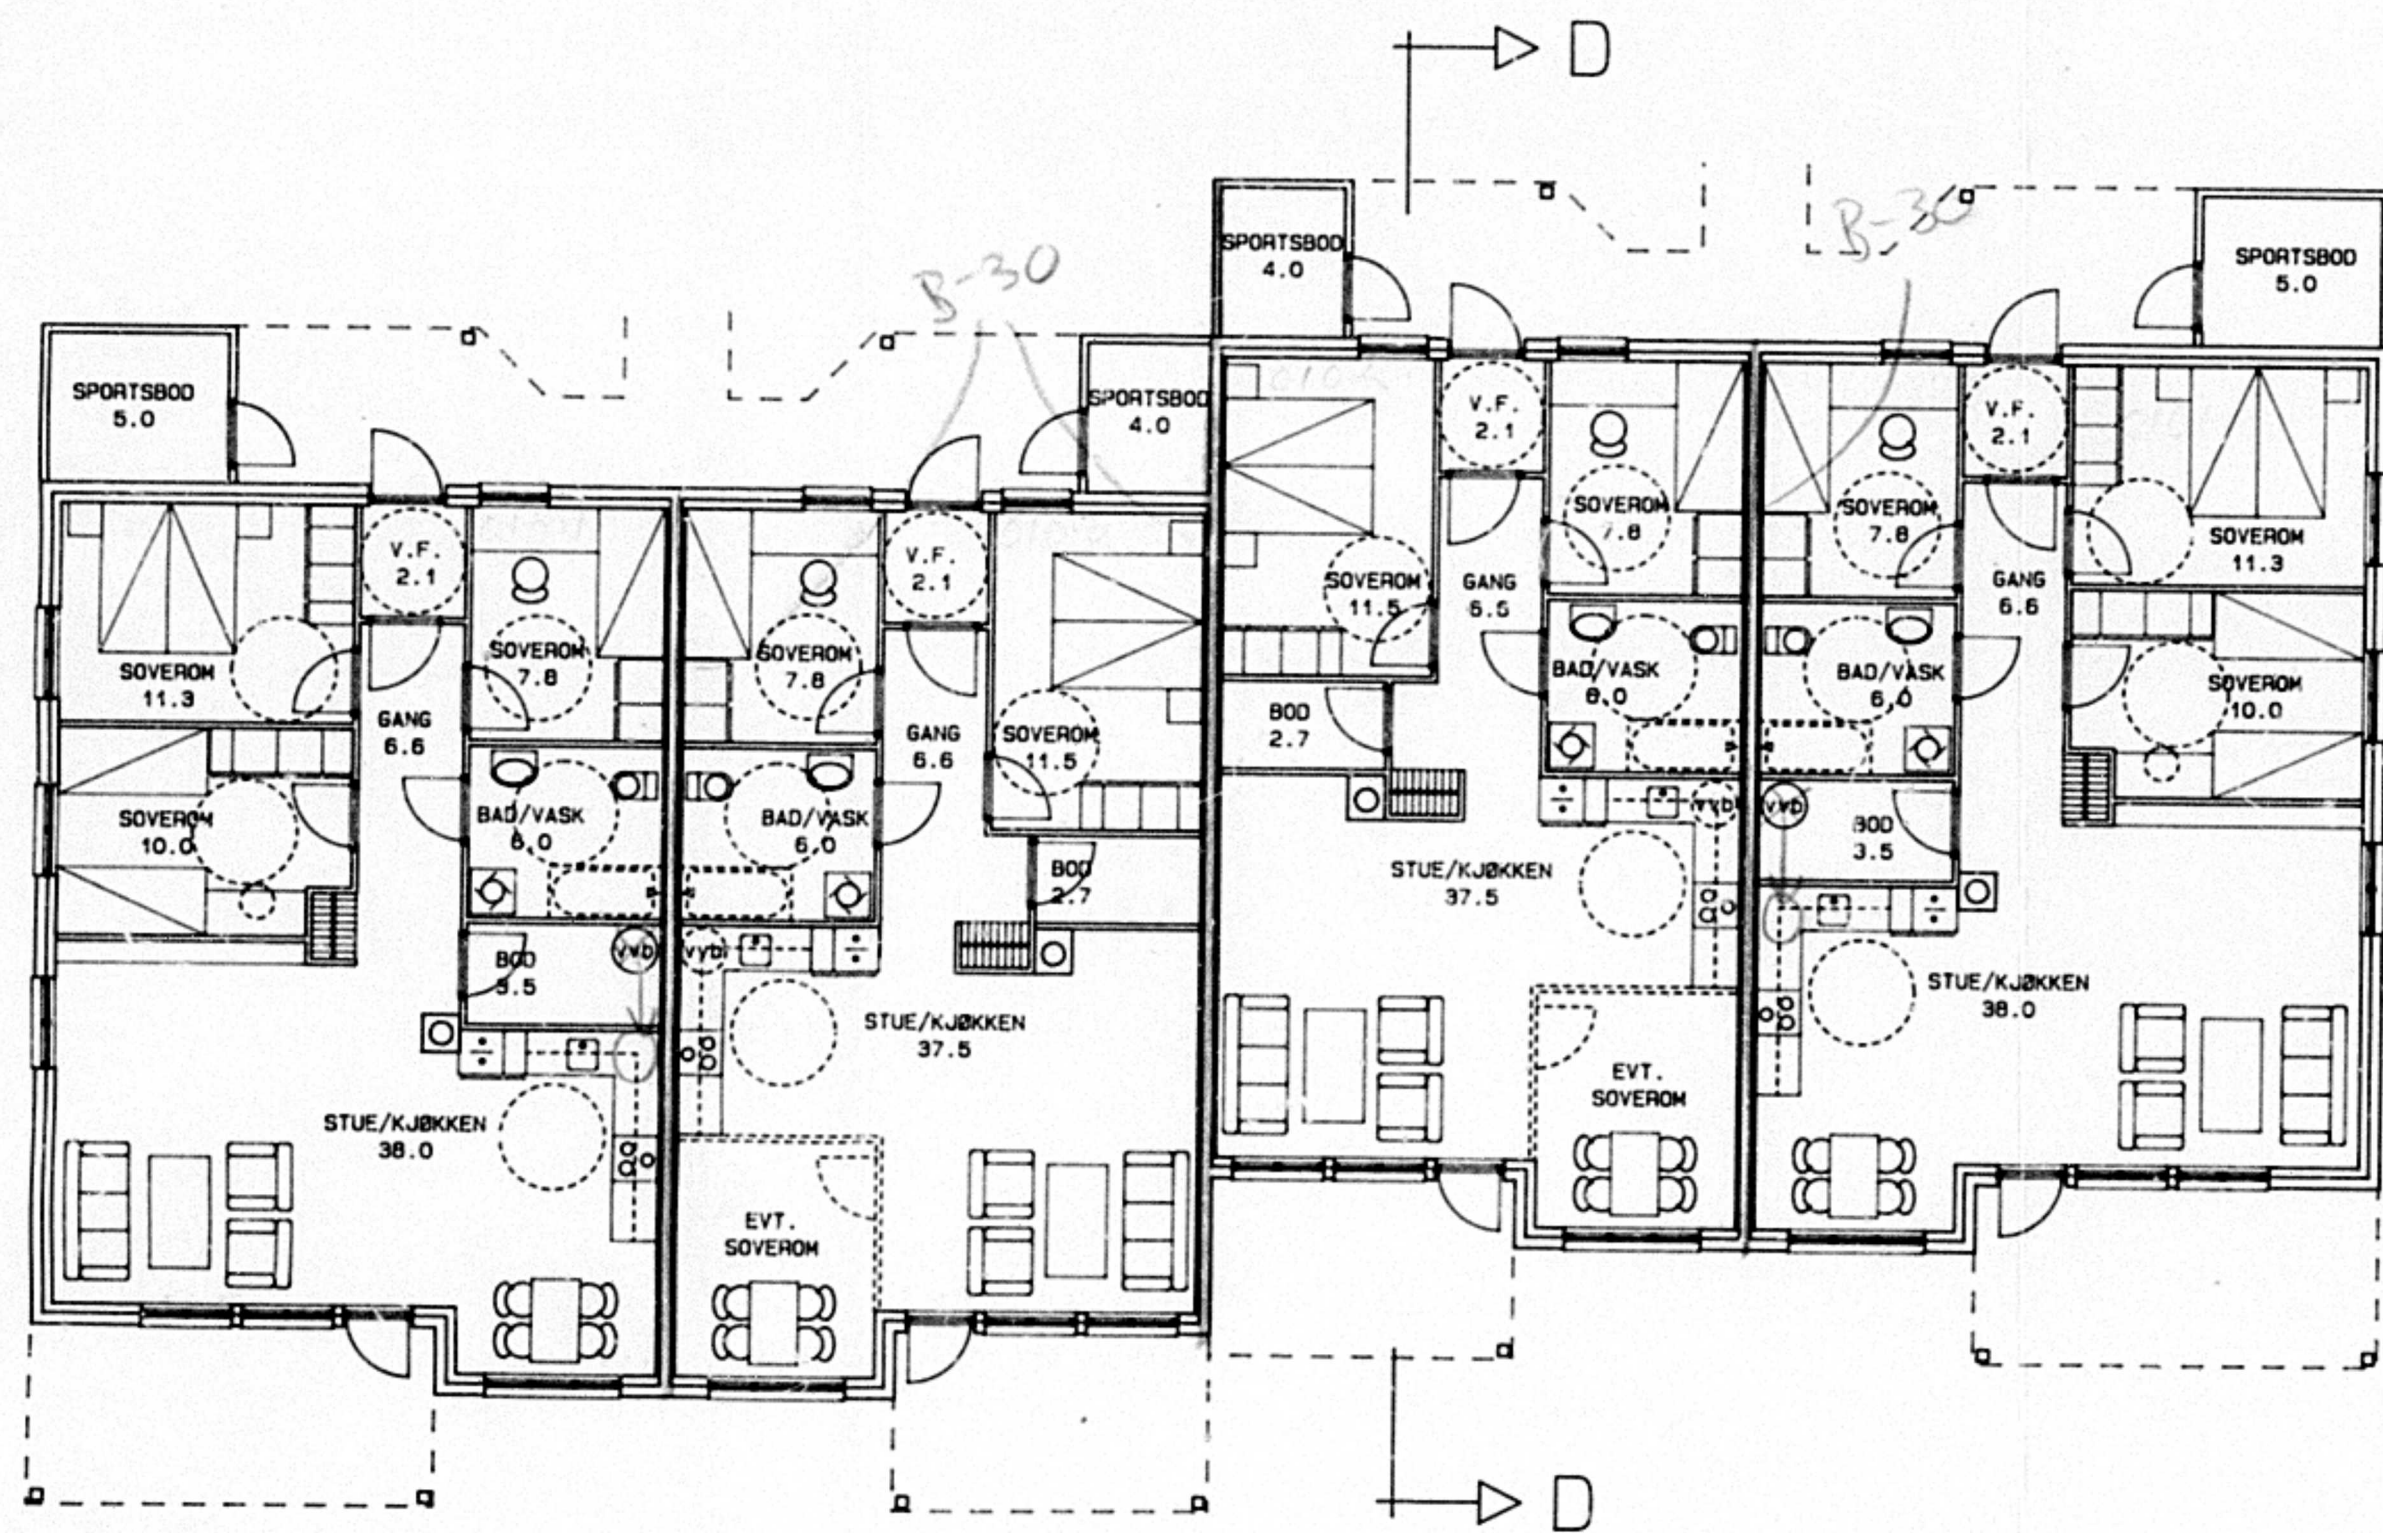 D
B-30
B-30
SPORTSBOD
5.0
SPORTSBOD
4.0
SPORTSBOD
4.0
SPORTSBOD
5.0
SOVEROM
11.3
V.F.
2.1
SOVEROM
7.8
GANG
6.6
SOVEROM
10.0
BAD/VASK
6.0
BOD
3.5
vvb
STUE/KJØKKEN
38.0
SOVEROM
7.8
V.F.
2.1
GANG
6.6
SOVEROM
11.5
BAD/VASK
6.0
BOD
2.7
vvb
STUE/KJØKKEN
37.5
EVT.
SOVEROM
SOVEROM
11.5
V.F.
2.1
SOVEROM
7.8
GANG
6.6
BAD/VASK
6.0
BOD
2.7
vvb
STUE/KJØKKEN
37.5
EVT.
SOVEROM
SOVEROM
7.8
V.F.
2.1
SOVEROM
11.3
GANG
6.6
BAD/VASK
6.0
SOVEROM
10.0
vvb
BOD
3.5
STUE/KJØKKEN
38.0
D